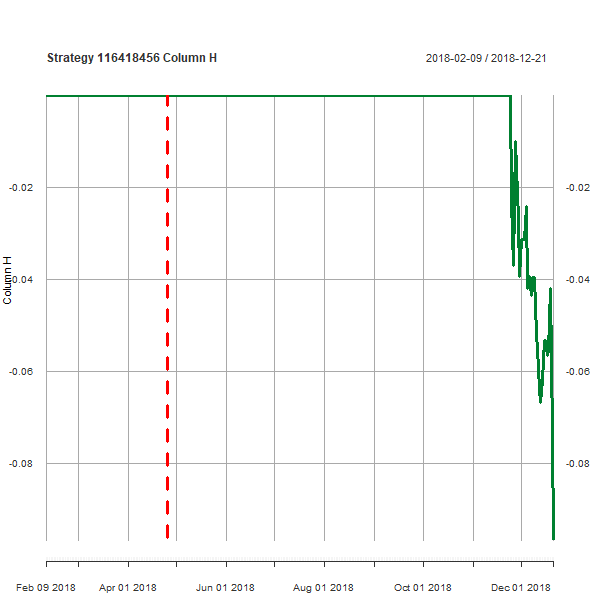 Strategy 116418456 Column H
2018-02-09 / 2018-12-21
-0.02 -0.02
Column H
-0.04 -0.04
-0.06 -0.06
-0.08 -0.08
Feb 09 2018 Apr 01 2018 Jun 01 2018 Aug 01 2018 Oct 01 2018 Dec 01 2018